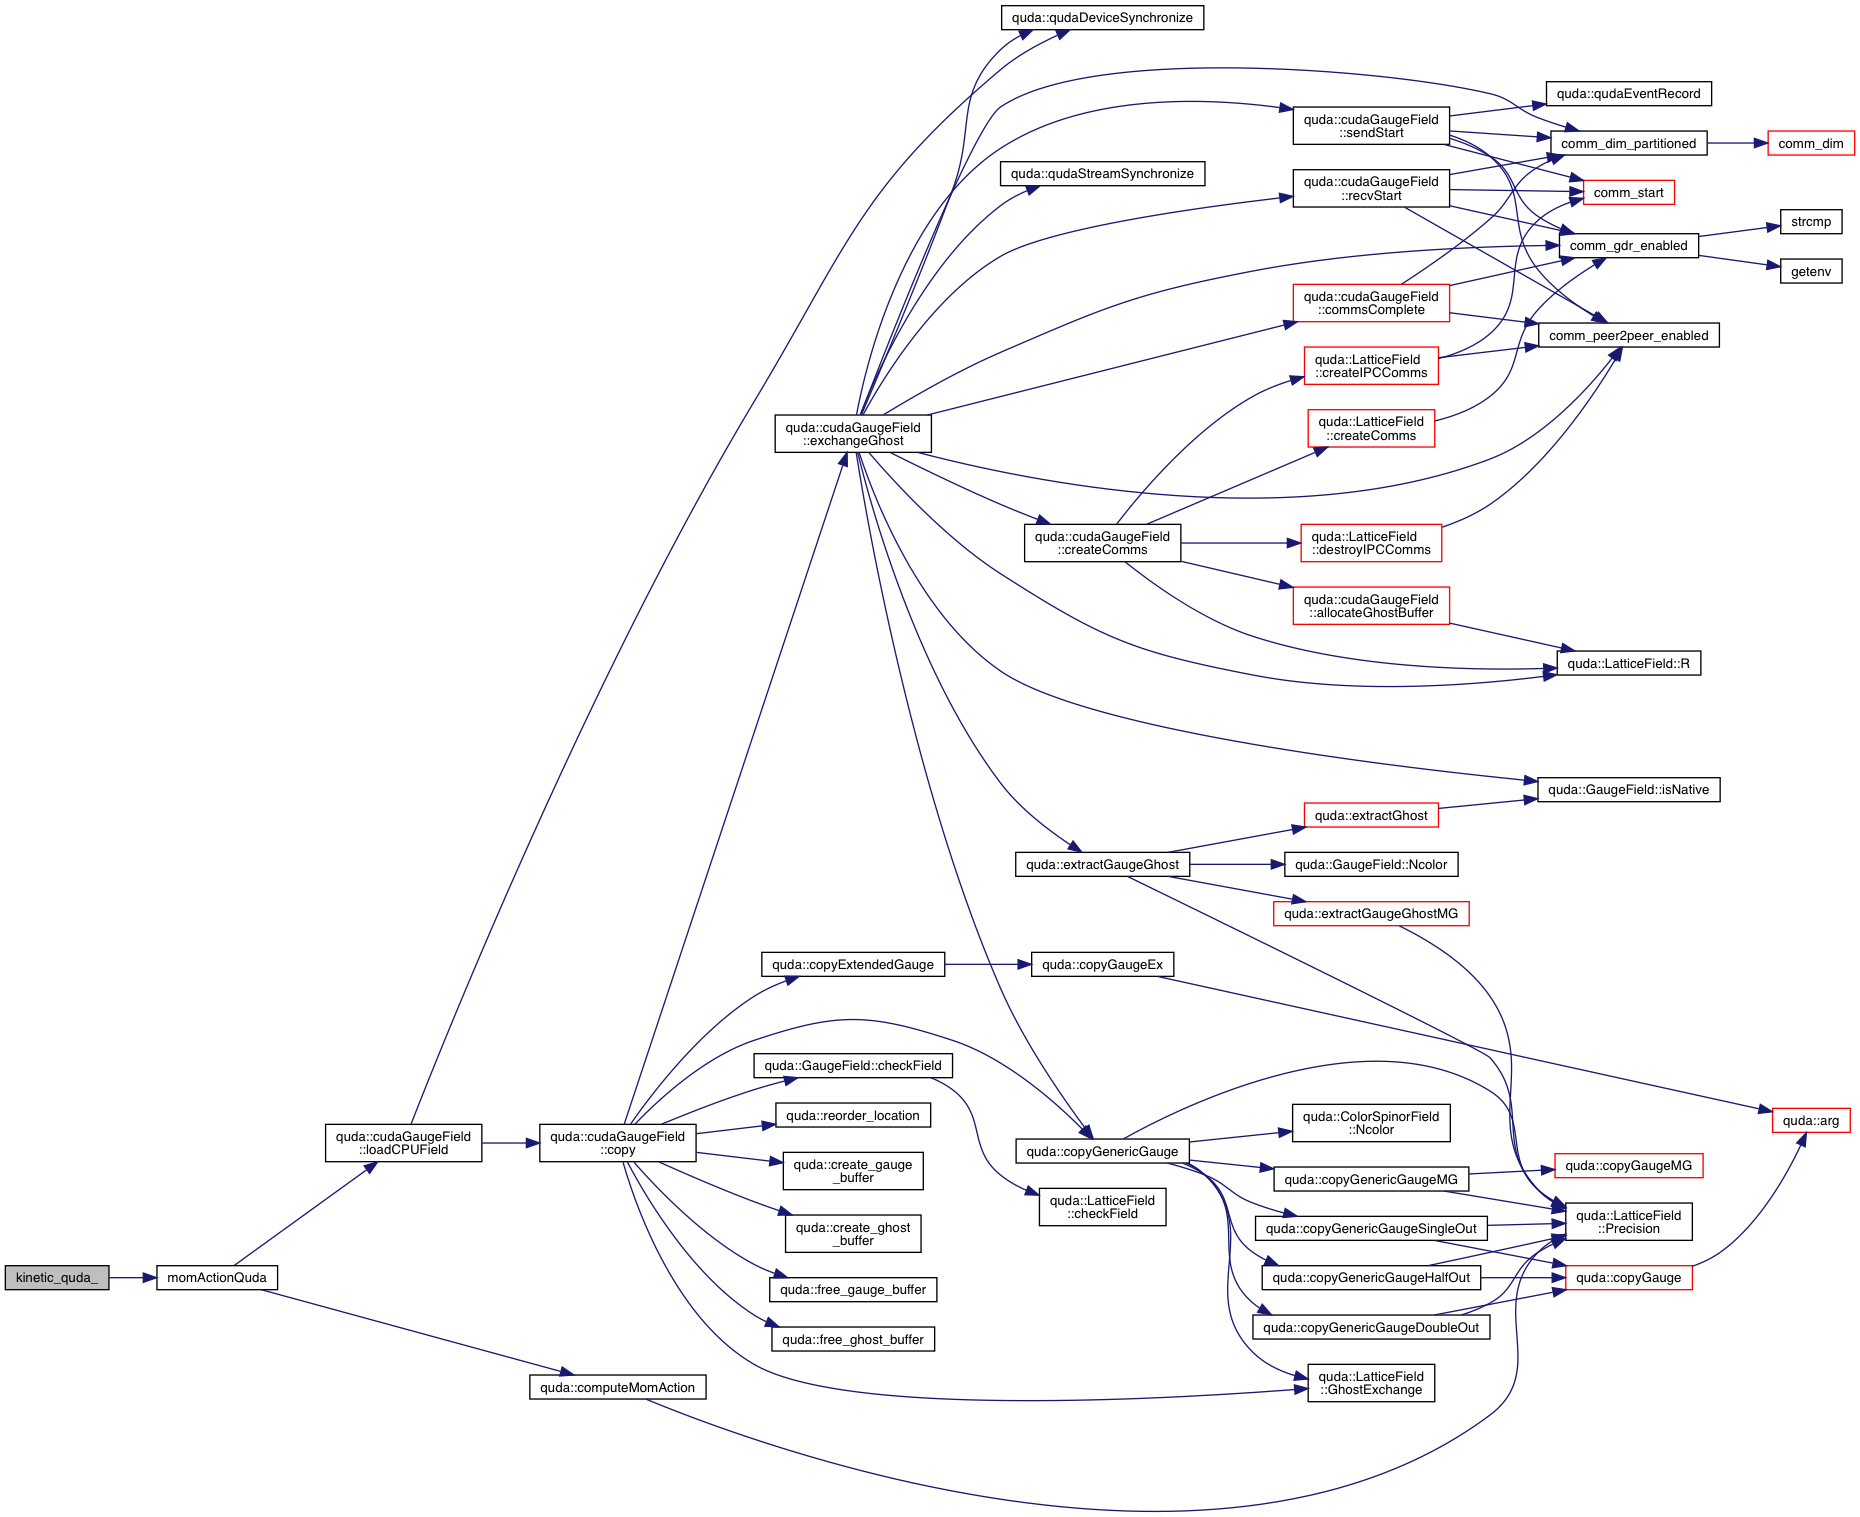 kinetic_quda_
momActionQuda
quda::cudaGaugeField
::loadCPUField
quda::computeMomAction
quda::cudaGaugeField
::copy
quda::cudaGaugeField
::exchangeGhost
quda::copyExtendedGauge
quda::GaugeField::checkField
quda::reorder_location
quda::create_gauge
_buffer
quda::create_ghost
_buffer
quda::free_gauge_buffer
quda::free_ghost_buffer
quda::qudaDeviceSynchronize
quda::qudaStreamSynchronize
quda::cudaGaugeField
::createComms
quda::extractGaugeGhost
quda::copyGaugeEx
quda::copyGenericGauge
quda::LatticeField
::checkField
quda::cudaGaugeField
::sendStart
quda::cudaGaugeField
::recvStart
quda::cudaGaugeField
::commsComplete
quda::LatticeField
::createIPCComms
quda::LatticeField
::createComms
quda::LatticeField
::destroyIPCComms
quda::cudaGaugeField
::allocateGhostBuffer
quda::extractGhost
quda::GaugeField::Ncolor
quda::extractGaugeGhostMG
quda::ColorSpinorField
::Ncolor
quda::copyGenericGaugeMG
quda::copyGenericGaugeSingleOut
quda::copyGenericGaugeHalfOut
quda::copyGenericGaugeDoubleOut
quda::LatticeField
::GhostExchange
quda::qudaEventRecord
comm_dim_partitioned
comm_start
comm_gdr_enabled
comm_peer2peer_enabled
quda::LatticeField::R
quda::GaugeField::isNative
quda::copyGaugeMG
quda::LatticeField
::Precision
quda::copyGauge
comm_dim
strcmp
getenv
quda::arg